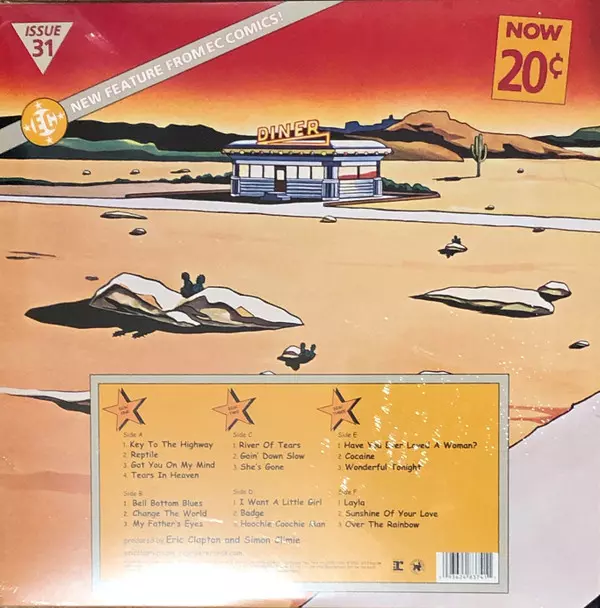 ISSUE
31
NEW FEATURE FROM EC COMICS!
EC
NOW
20¢
DINER
Side A
1. Key To The Highway
2. Reptile
3. Got You On My Mind
4. Tears In Heaven
Side B
1. Bell Bottom Blues
2. Change The World
3. My Father's Eyes
Side C
1. River Of Tears
2. Goin' Down Slow
3. She's Gone
Side D
1. I Want A Little Girl
2. Badge
3. Hoochie Coochie Man
Side E
1. Have You Ever Loved A Woman?
2. Cocaine
3. Wonderful Tonight
Side F
1. Layla
2. Sunshine Of Your Love
3. Over The Rainbow
produced by Eric Clapton and Simon Climie